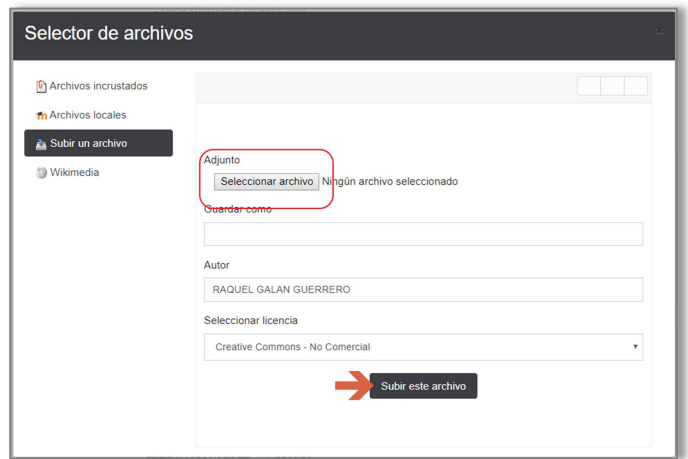 Selector de archivos
×
Archivos incrustados
Archivos locales
Subir un archivo
Wikimedia
Adjunto
Seleccionar archivo Ningún archivo seleccionado
Guardar como
Autor
RAQUEL GALAN GUERRERO
Seleccionar licencia
Creative Commons - No Comercial
Subir este archivo